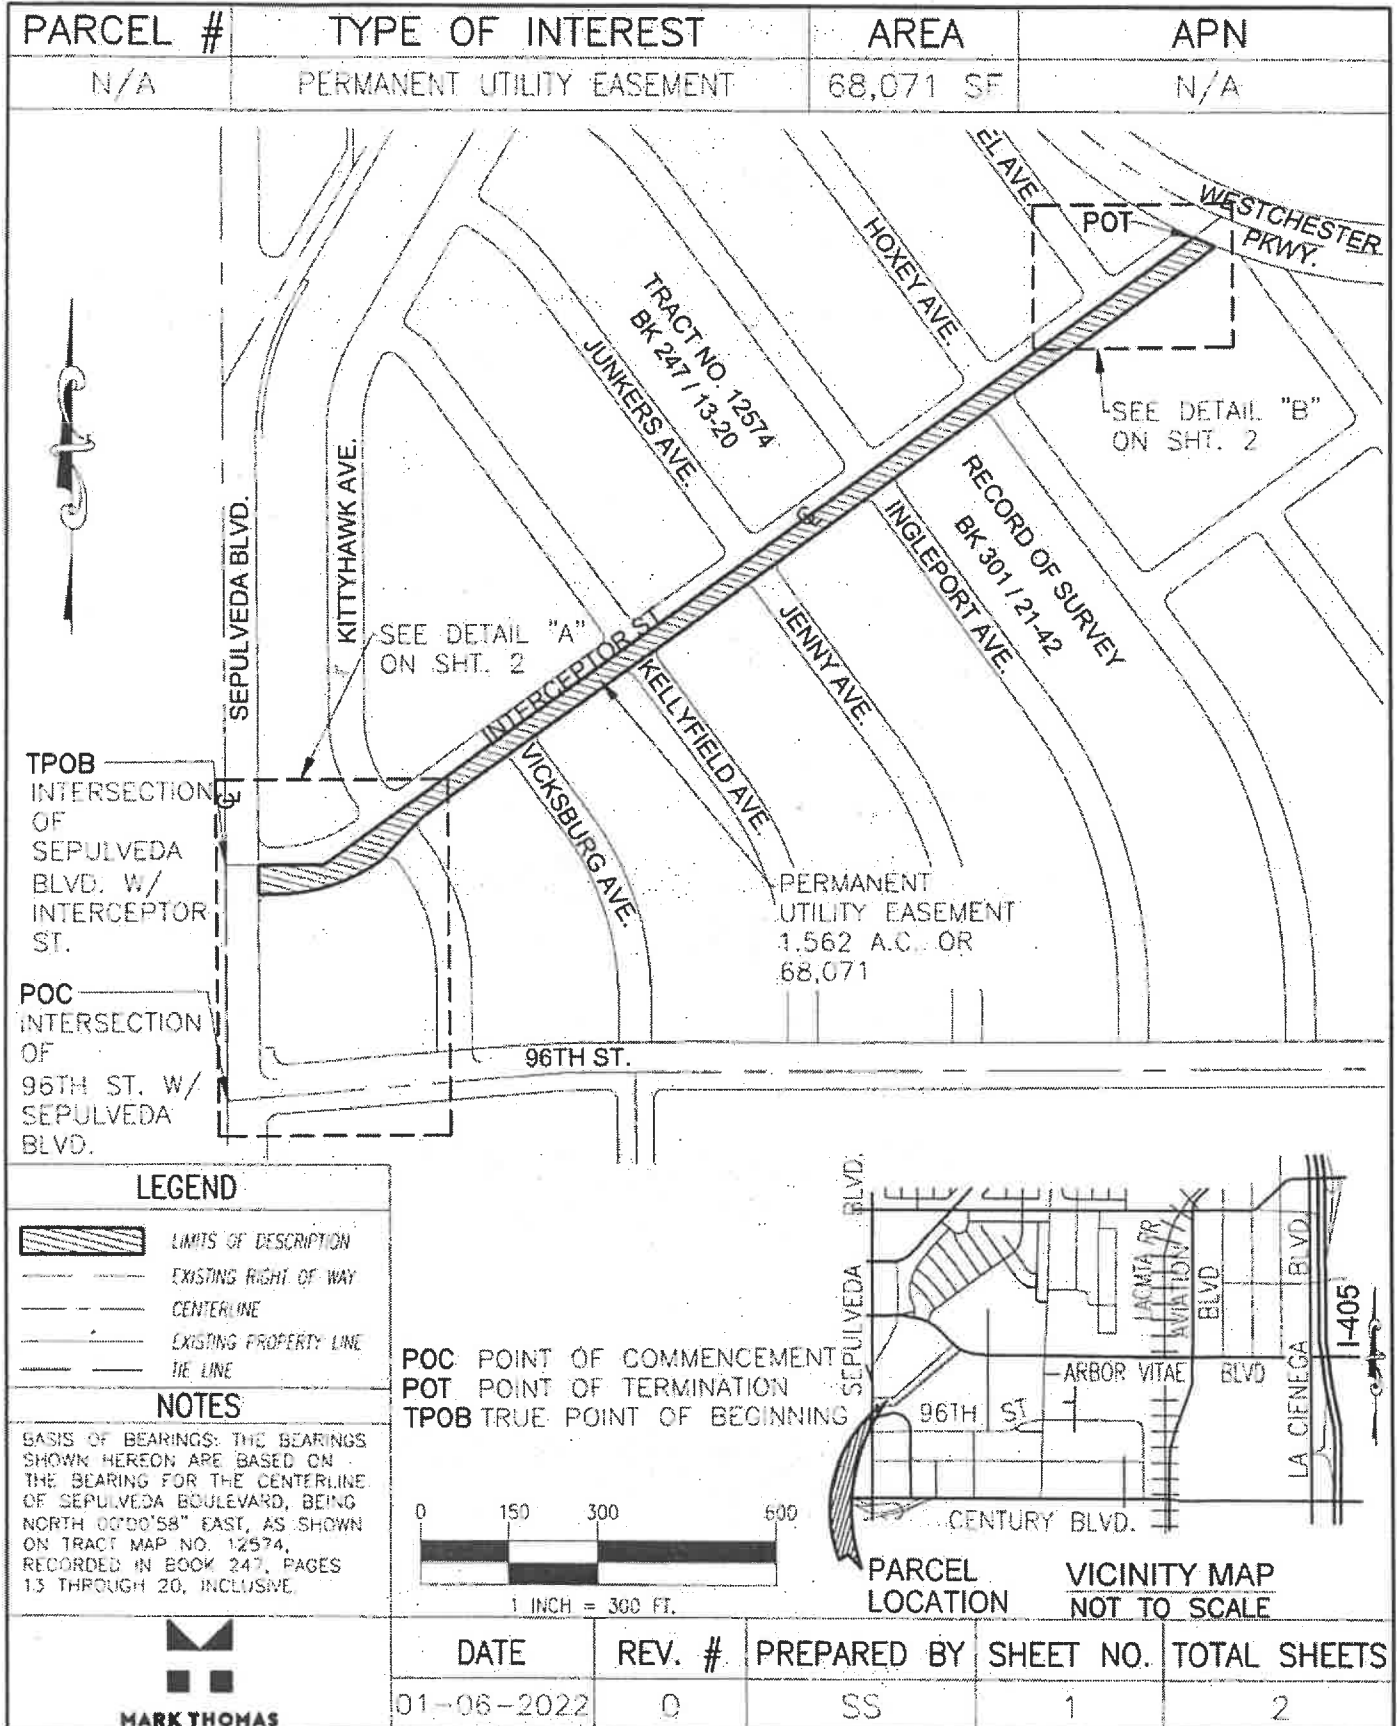 PARCEL # TYPE OF INTEREST AREA APN
N/A PERMANENT UTILITY EASEMENT 68,071 SF N/A
EL AVE.
WESTCHESTER
PKWY.
POT
HOXEY AVE.
TRACT NO. 12574
BK 247 / 13-20
JUNKERS AVE.
SEE DETAIL "B"
ON SHT. 2
KITTYHAWK AVE.
SEPULVEDA BLVD.
RECORD OF SURVEY
BK 301 / 21-42
INGLEPORT AVE.
JENNY AVE.
SEE DETAIL "A"
ON SHT. 2
INTERCEPTOR ST.
KELLYFIELD AVE.
VICKSBURG AVE.
TPOB
INTERSECTION
OF
SEPULVEDA
BLVD. W/
INTERCEPTOR
ST.
PERMANENT
UTILITY EASEMENT
1.562 A.C. OR
68,071
POC
INTERSECTION
OF
96TH ST. W/
SEPULVEDA
BLVD.
96TH ST.
LEGEND
LIMITS OF DESCRIPTION
EXISTING RIGHT OF WAY
CENTERLINE
EXISTING PROPERTY LINE
TIE LINE
NOTES
BASIS OF BEARINGS: THE BEARINGS
SHOWN HEREON ARE BASED ON
THE BEARING FOR THE CENTERLINE
OF SEPULVEDA BOULEVARD, BEING
NORTH 00°00'58" EAST, AS SHOWN
ON TRACT MAP NO. 12574,
RECORDED IN BOOK 247, PAGES
13 THROUGH 20, INCLUSIVE
POC POINT OF COMMENCEMENT
POT POINT OF TERMINATION
TPOB TRUE POINT OF BEGINNING
0 150 300 600
1 INCH = 300 FT.
SEPULVEDA BLVD.
LACMTA RR
AVIATION
BLVD
LA CIENEGA BLVD.
I-405
ARBOR VITAE BLVD
96TH ST
CENTURY BLVD.
PARCEL
LOCATION
VICINITY MAP
NOT TO SCALE
MARK THOMAS
DATE REV. # PREPARED BY SHEET NO. TOTAL SHEETS
01-06-2022 0 SS 1 2